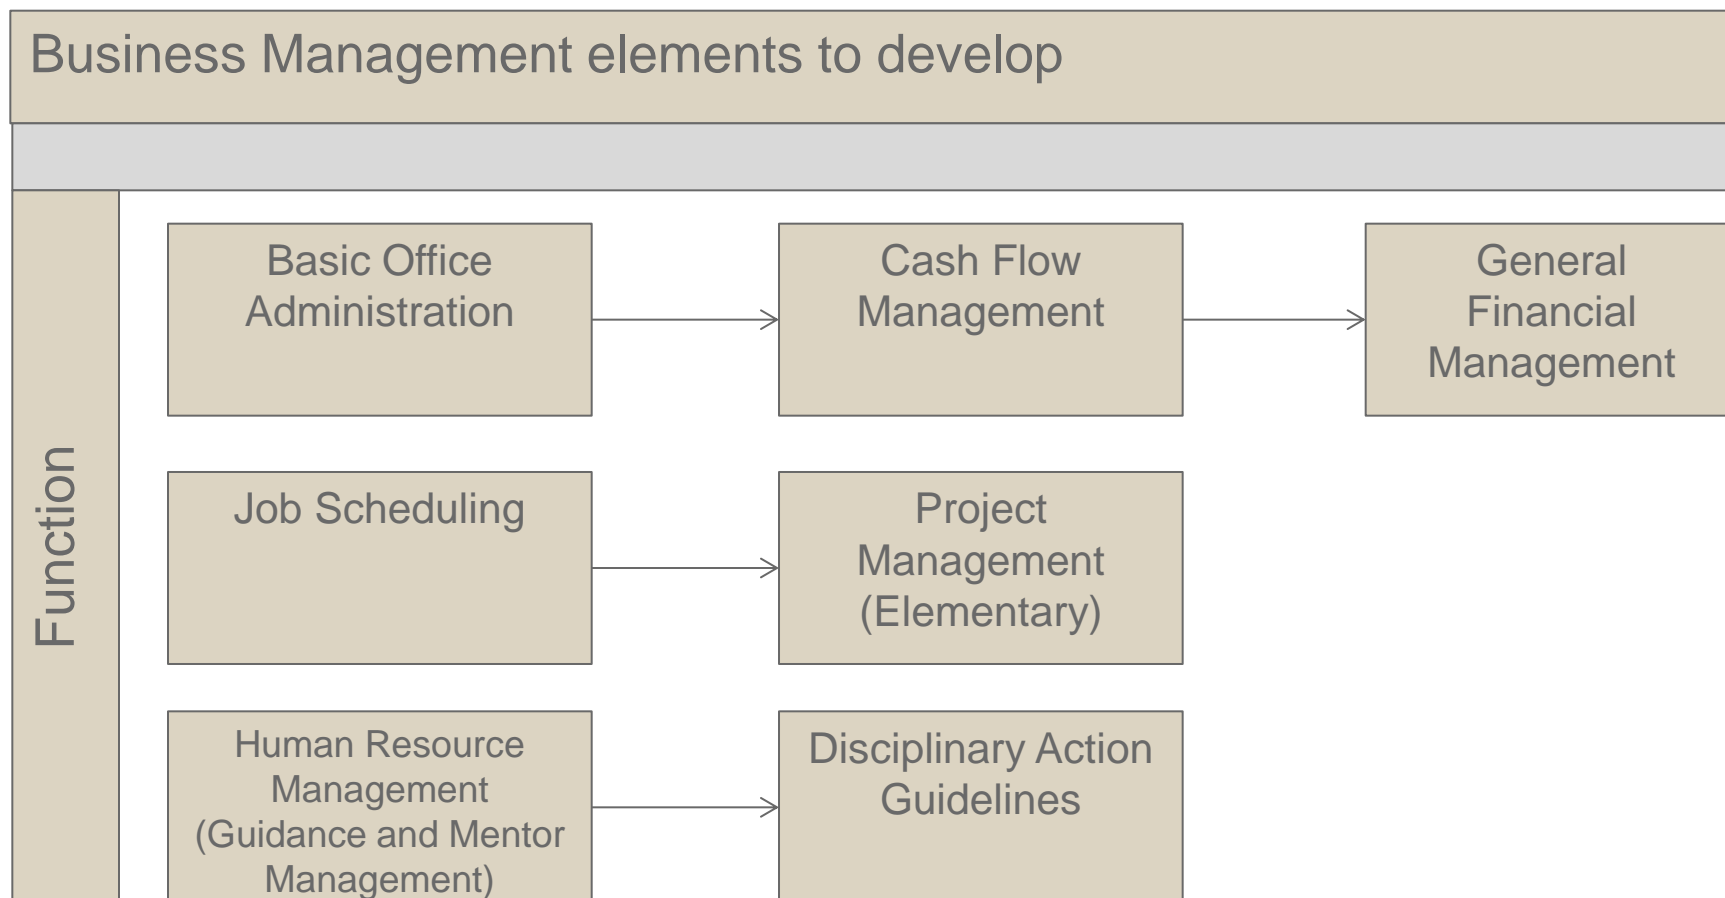 Business Management elements to develop
Function
Basic Office
Administration
Cash Flow
Management
General
Financial
Management
Job Scheduling
Project
Management
(Elementary)
Human Resource
Management
(Guidance and Mentor
Management)
Disciplinary Action
Guidelines